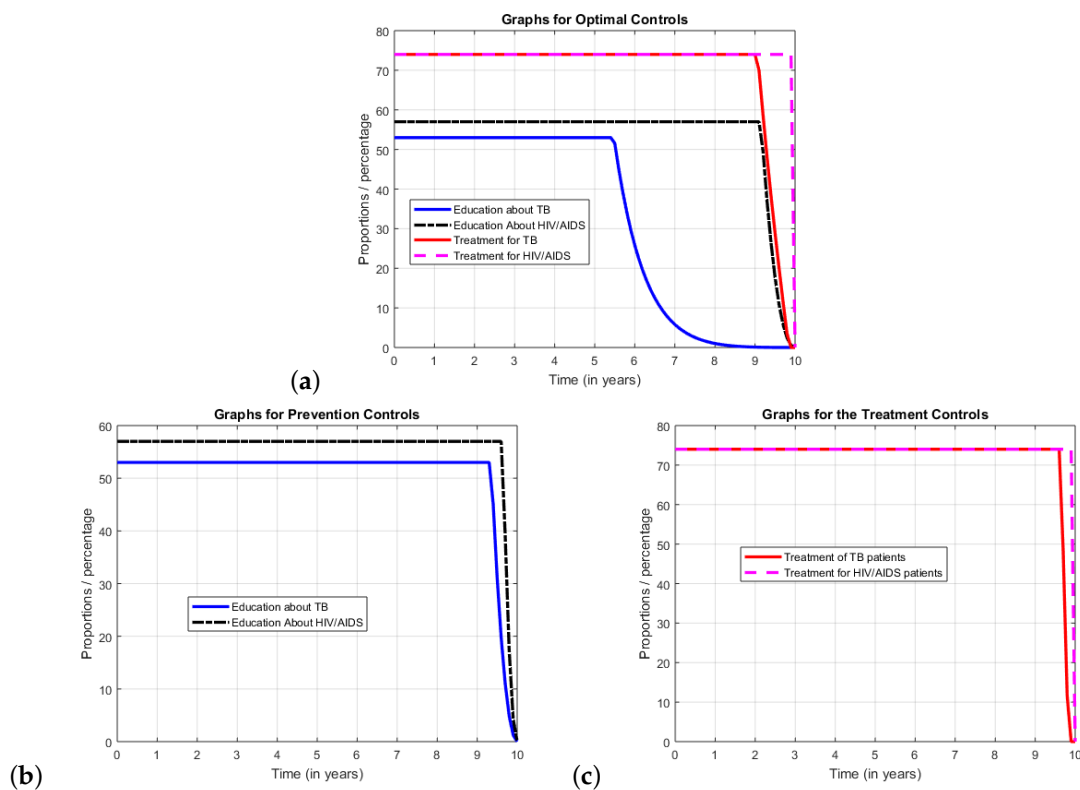 Graphs for Optimal Controls
80
70
60
50
40
30
20
10
0
Proportions / percentage
Education about TB
Education About HIV/AIDS
Treatment for TB
Treatment for HIV/AIDS
0 1 2 3 4 5 6 7 8 9 10
Time (in years)
(a)
Graphs for Prevention Controls
60
50
40
30
20
10
0
Proportions / percentage
Education about TB
Education About HIV/AIDS
0 1 2 3 4 5 6 7 8 9 10
Time (in years)
(b)
Graphs for the Treatment Controls
80
70
60
50
40
30
20
10
0
Proportions / percentage
Treatment of TB patients
Treatment for HIV/AIDS patients
0 1 2 3 4 5 6 7 8 9 10
Time (in years)
(c)